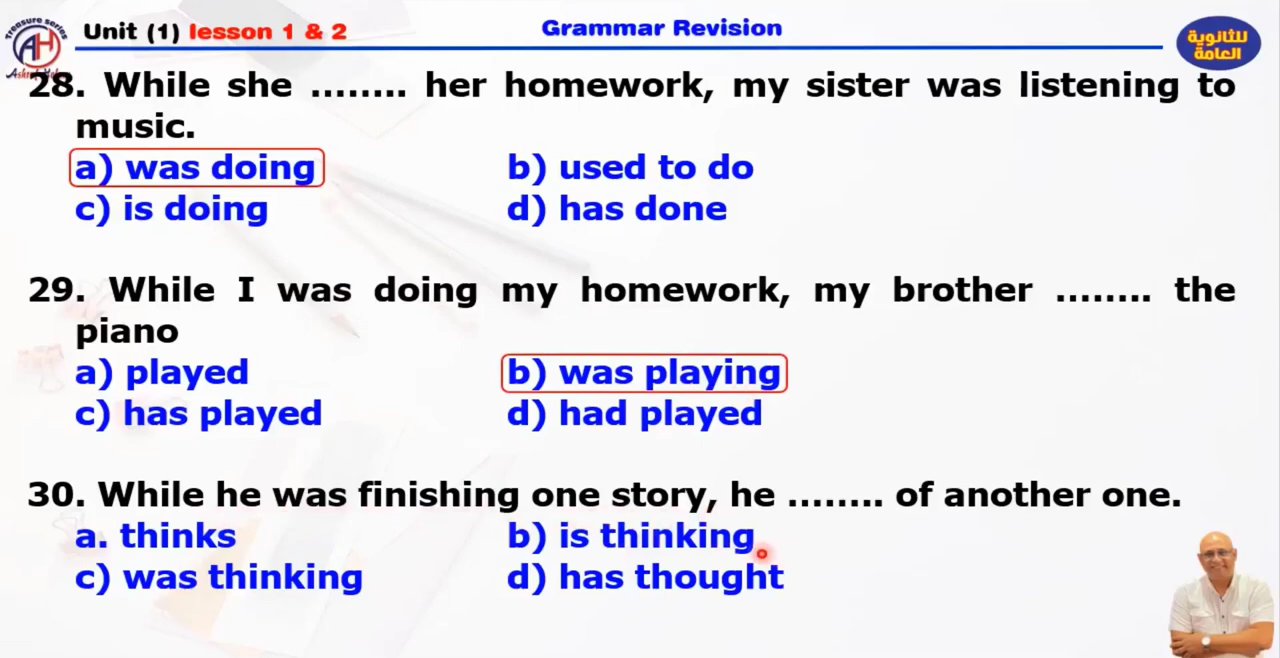 Treasure series
AH
Unit (1) lesson 1 & 2
Grammar Revision
للثانوية
العامة
28. While she ........ her homework, my sister was listening to
music.
a) was doing
b) used to do
c) is doing
d) has done
29. While I was doing my homework, my brother ........ the
piano
a) played
b) was playing
c) has played
d) had played
30. While he was finishing one story, he ........ of another one.
a. thinks
b) is thinking
c) was thinking
d) has thought